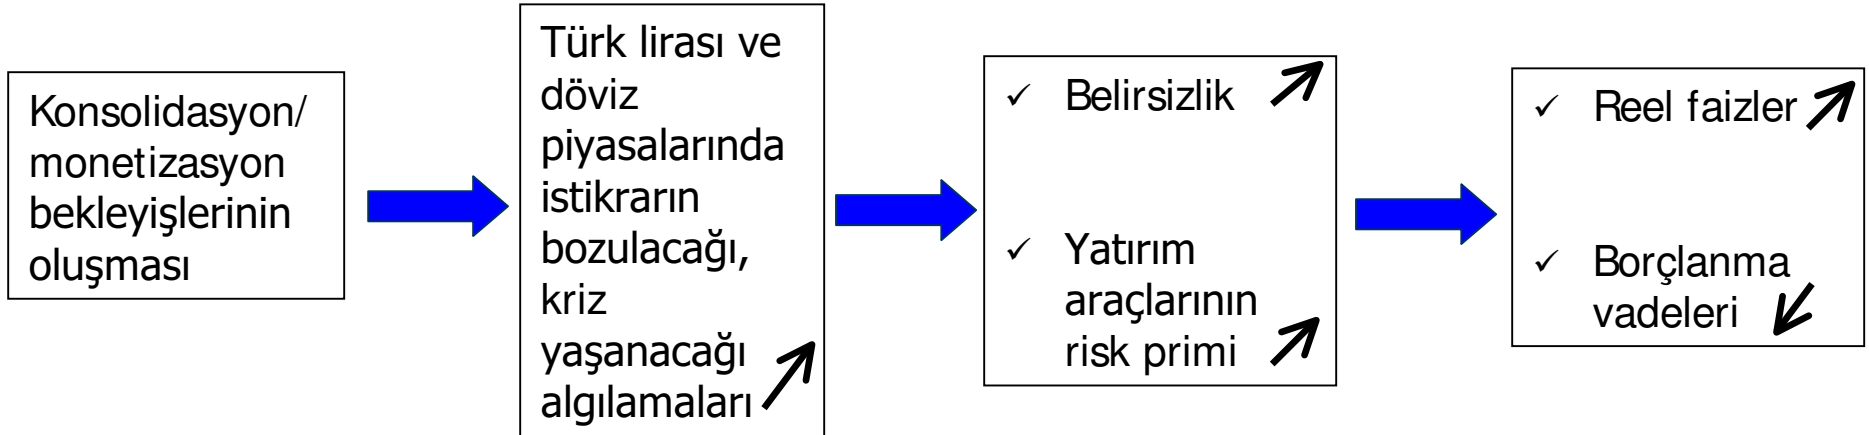 Konsolidasyon/
monetizasyon
bekleyişlerinin
oluşması
Türk lirası ve
döviz
piyasalarında
istikrarın
bozulacağı,
kriz
yaşanacağı
algılamaları
✓ Belirsizlik
✓ Yatırım
araçlarının
risk primi
✓ Reel faizler
✓ Borçlanma
vadeleri